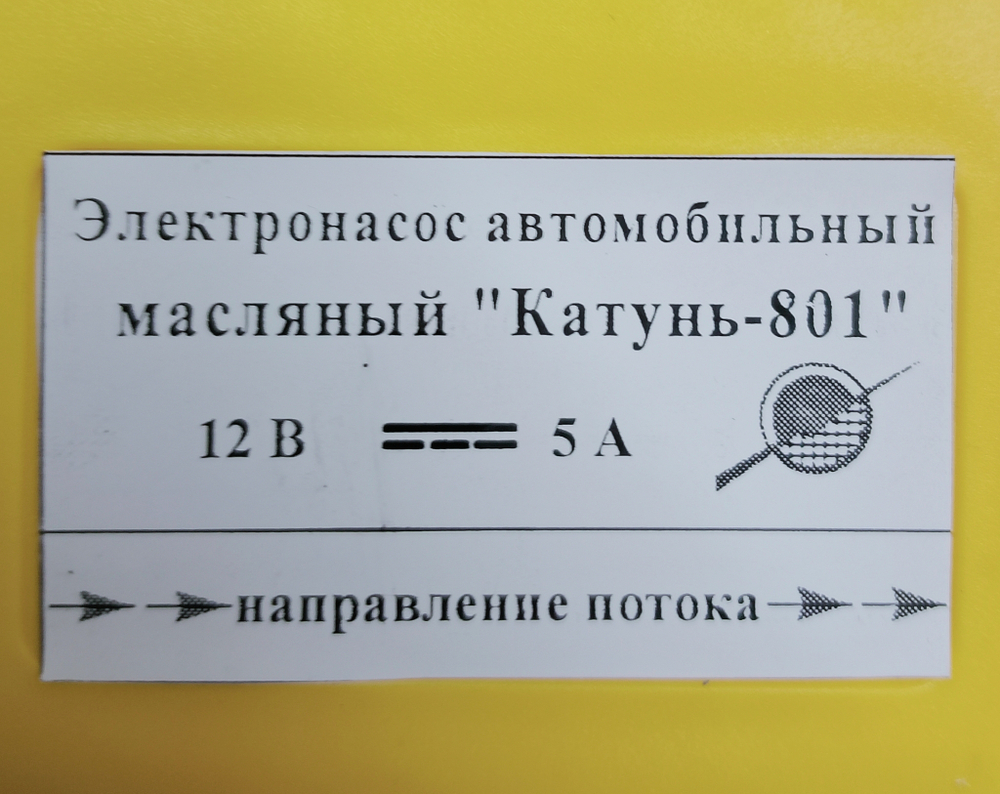 Электронасос автомобильный
масляный "Катунь-801"
12 В 5 А
направление потока